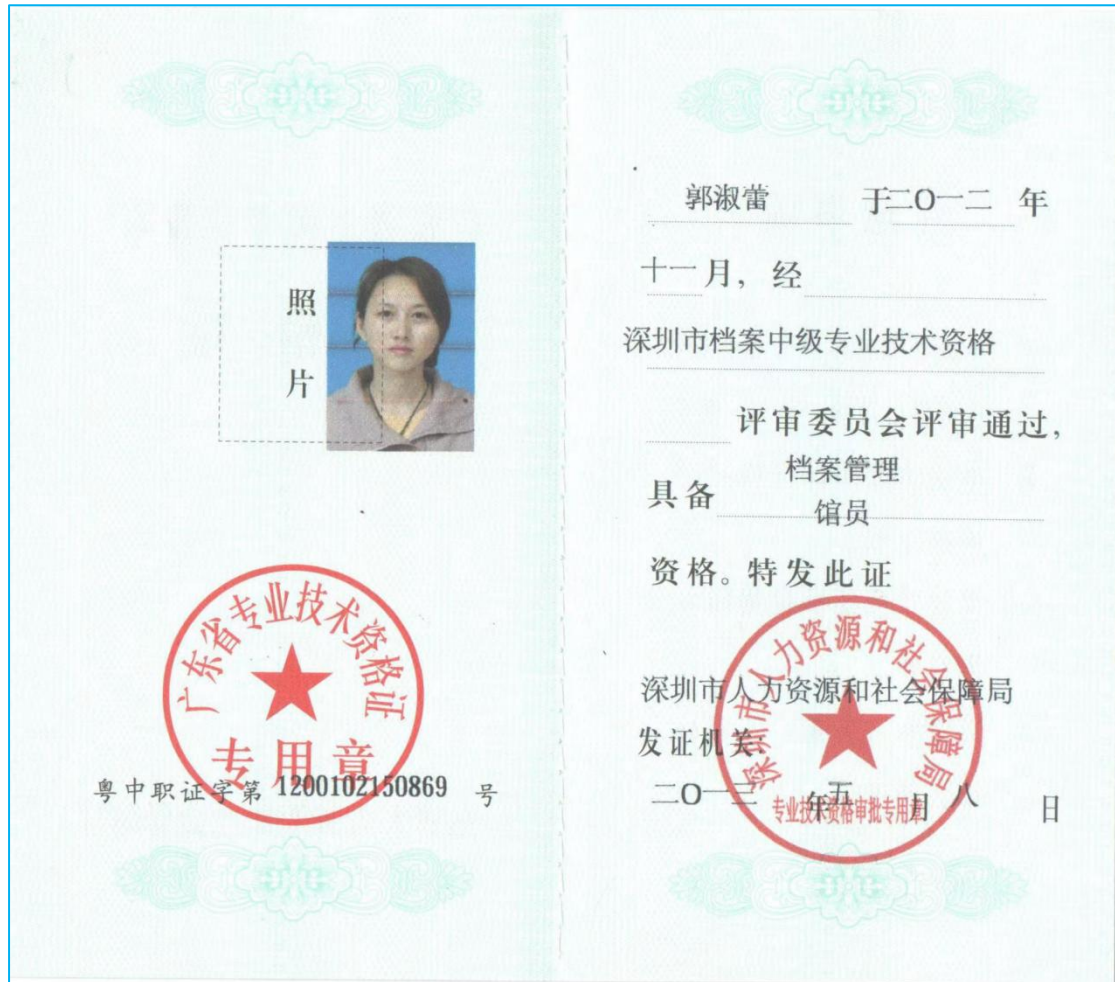 照
片
广东省专业技术资格证
专用章
粤中职证字第 1200102150869 号
郭淑蕾 于二O一二 年
十一月，经
深圳市档案中级专业技术资格
评审委员会评审通过，
档案管理
具备
馆员
资格。特发此证
深圳市人力资源和社会保障局
深圳市人力资源和社会保障局
发证机关：
二O一三 年五 月八 日
专业技术资格审批专用章